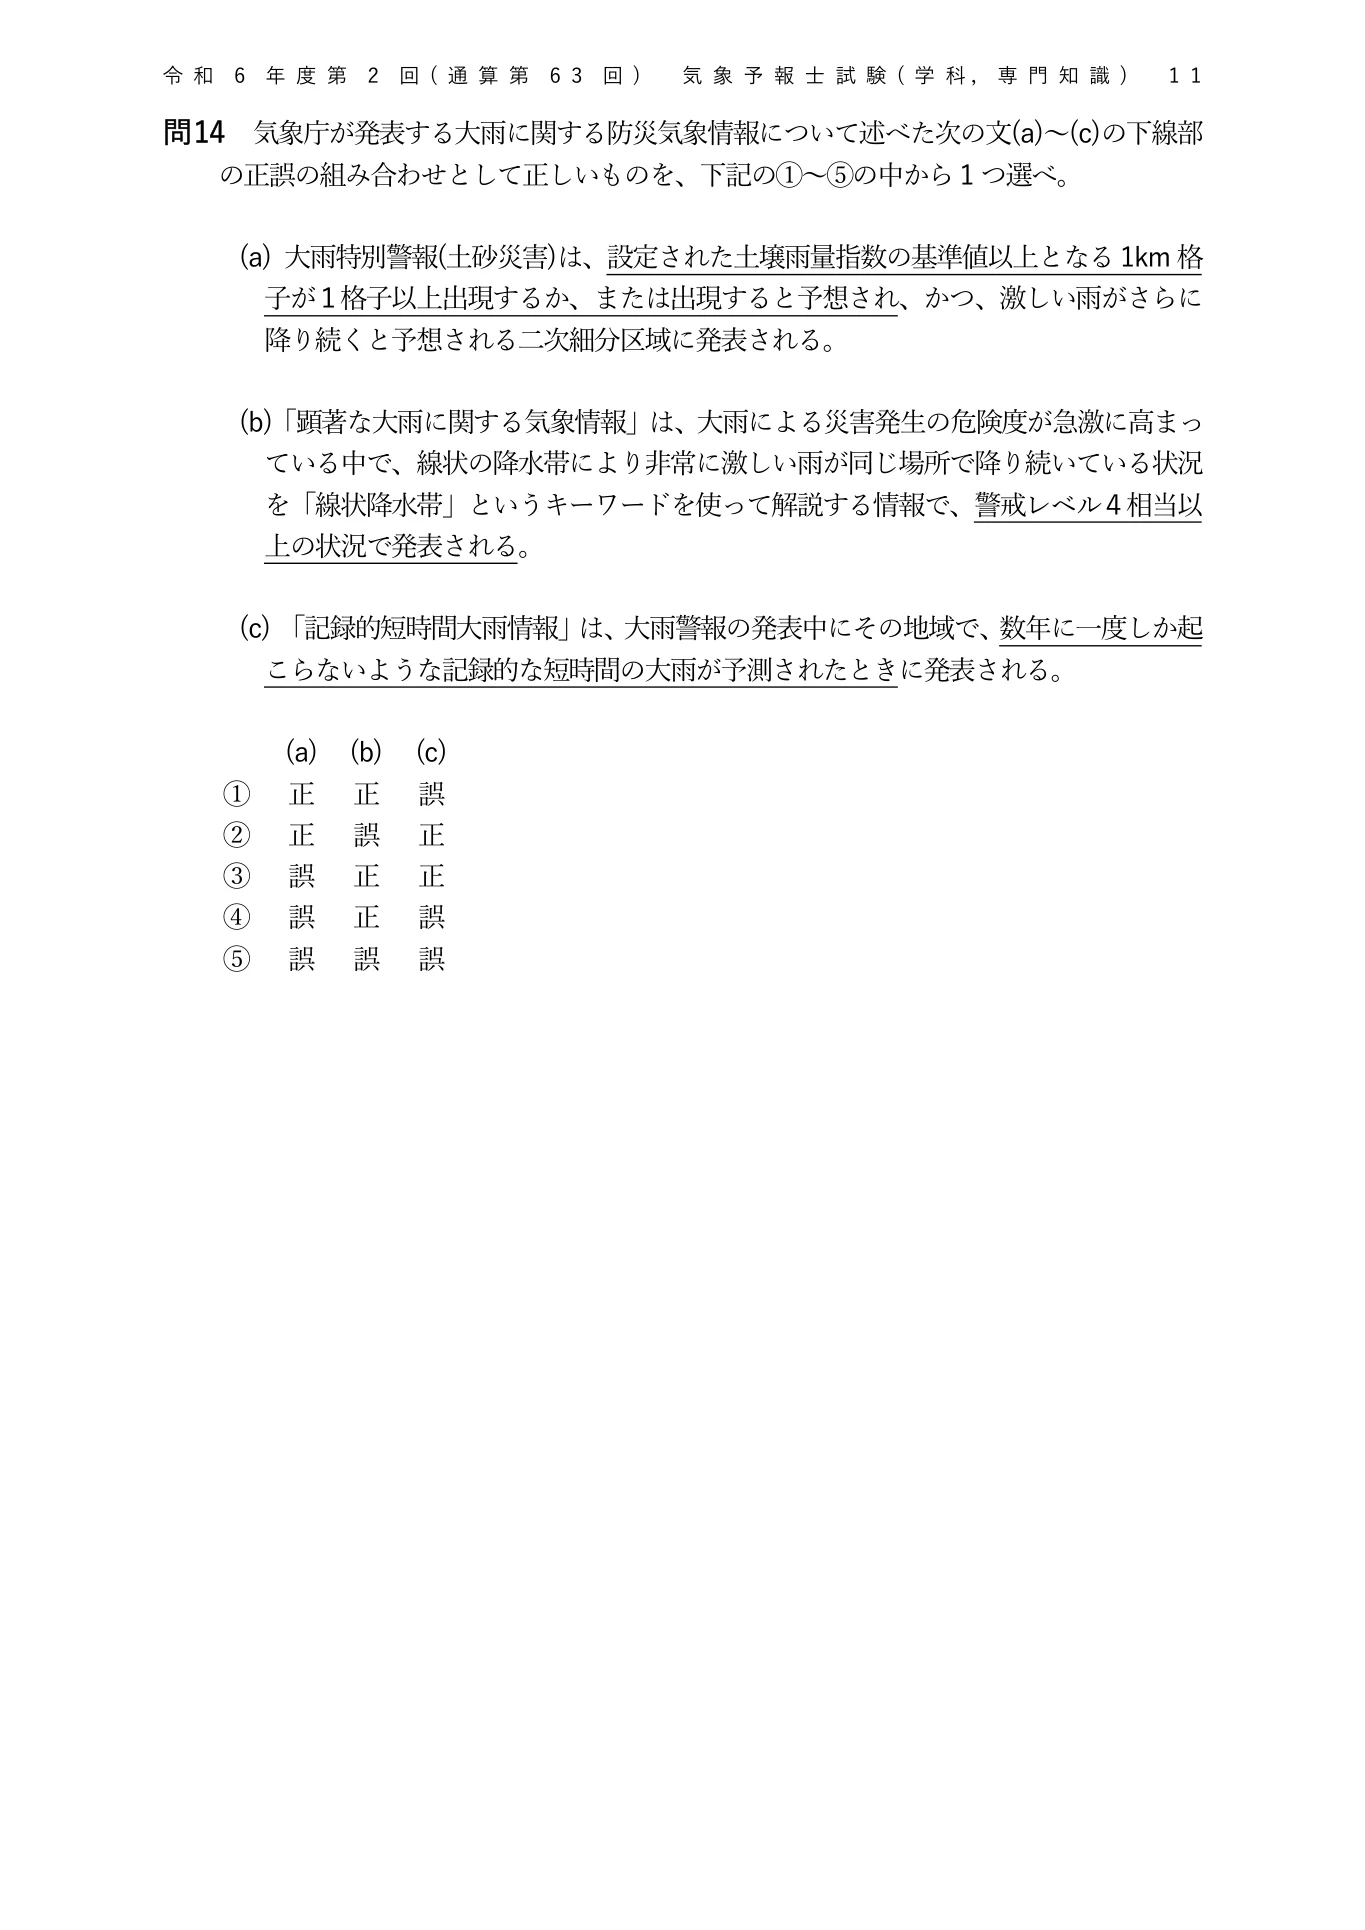 令和6年度第2回(通算第63回) 気象予報士試験(学科,専門知識) 11
問14 気象庁が発表する大雨に関する防災気象情報について述べた次の文(a)～(c)の下線部
の正誤の組み合わせとして正しいものを、下記の①～⑤の中から1つ選べ。
(a) 大雨特別警報(土砂災害)は、設定された土壌雨量指数の基準値以上となる1km格
子が1格子以上出現するか、または出現すると予想され、かつ、激しい雨がさらに
降り続くと予想される二次細分区域に発表される。
(b)「顕著な大雨に関する気象情報」は、大雨による災害発生の危険度が急激に高まっ
ている中で、線状の降水帯により非常に激しい雨が同じ場所で降り続いている状況
を「線状降水帯」というキーワードを使って解説する情報で、警戒レベル4相当以
上の状況で発表される。
(c) 「記録的短時間大雨情報」は、大雨警報の発表中にその地域で、数年に一度しか起
こらないような記録的な短時間の大雨が予測されたときに発表される。
(a) (b) (c)
① 正 正 誤
② 正 誤 正
③ 誤 正 正
④ 誤 正 誤
⑤ 誤 誤 誤